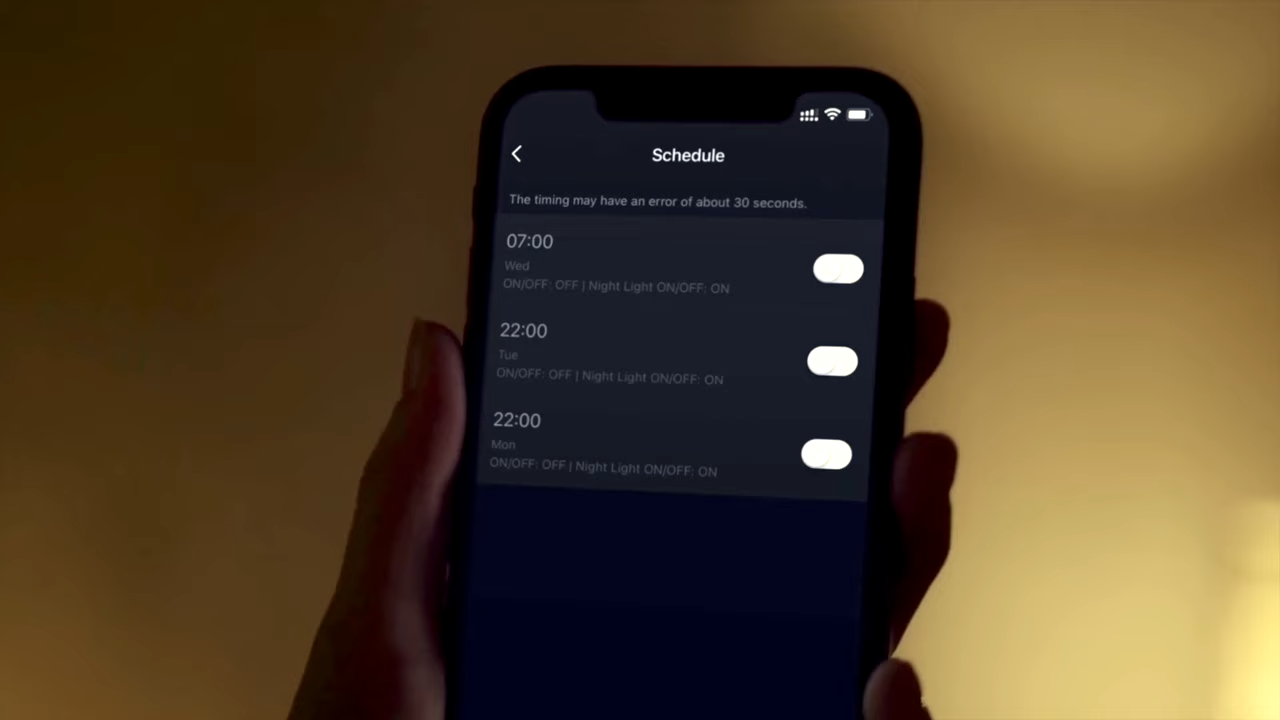 Schedule
The timing may have an error of about 30 seconds.
07:00
Wed
ON/OFF: OFF | Night Light ON/OFF: ON
22:00
Tue
ON/OFF: OFF | Night Light ON/OFF: ON
22:00
Mon
ON/OFF: OFF | Night Light ON/OFF: ON